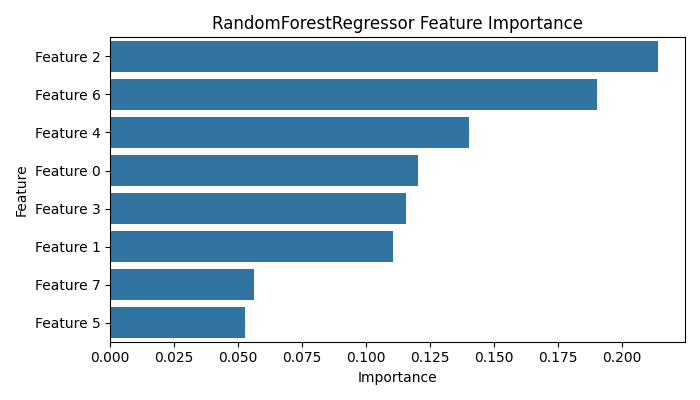 RandomForestRegressor Feature Importance
Feature 2
Feature 6
Feature 4
Feature 0
Feature 3
Feature 1
Feature 7
Feature 5
Feature
0.000 0.025 0.050 0.075 0.100 0.125 0.150 0.175 0.200
Importance